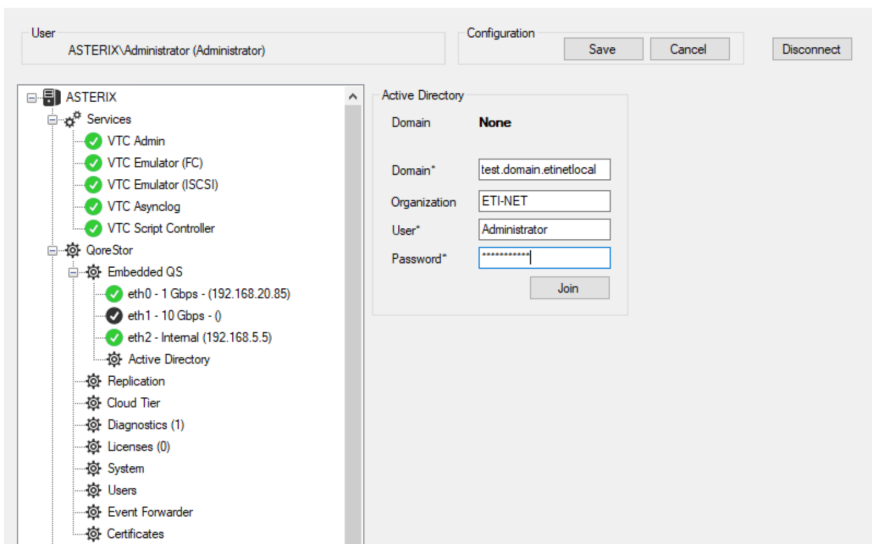 User
ASTERIX\Administrator (Administrator)
Configuration
Save
Cancel
Disconnect
ASTERIX
Services
VTC Admin
VTC Emulator (FC)
VTC Emulator (ISCSI)
VTC Asynclog
VTC Script Controller
QoreStor
Embedded QS
eth0 - 1 Gbps - (192.168.20.85)
eth1 - 10 Gbps - ()
eth2 - Internal (192.168.5.5)
Active Directory
Replication
Cloud Tier
Diagnostics (1)
Licenses (0)
System
Users
Event Forwarder
Certificates
Active Directory
Domain None
Domain* test.domain.etinetlocal
Organization ETI-NET
User* Administrator
Password* ***********
Join